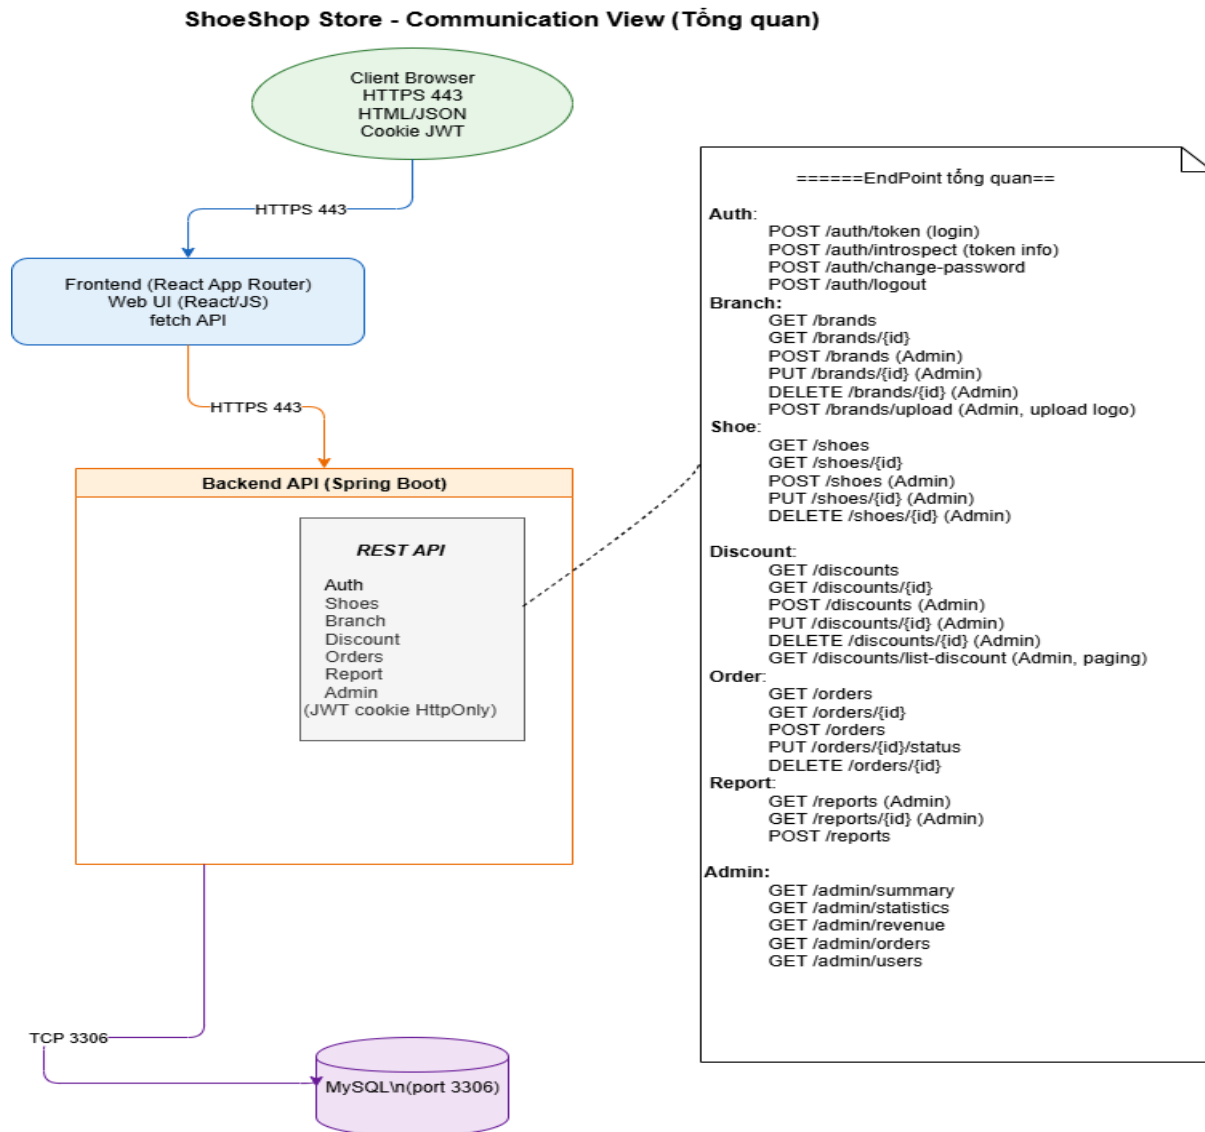 ShoeShop Store - Communication View (Tổng quan)
Client Browser
HTTPS 443
HTML/JSON
Cookie JWT
HTTPS 443
Frontend (React App Router)
Web UI (React/JS)
fetch API
HTTPS 443
Backend API (Spring Boot)
REST API
Auth
Shoes
Branch
Discount
Orders
Report
Admin
(JWT cookie HttpOnly)
TCP 3306
MySQL\n(port 3306)
======EndPoint tổng quan==
Auth:
POST /auth/token (login)
POST /auth/introspect (token info)
POST /auth/change-password
POST /auth/logout
Branch:
GET /brands
GET /brands/{id}
POST /brands (Admin)
PUT /brands/{id} (Admin)
DELETE /brands/{id} (Admin)
POST /brands/upload (Admin, upload logo)
Shoe:
GET /shoes
GET /shoes/{id}
POST /shoes (Admin)
PUT /shoes/{id} (Admin)
DELETE /shoes/{id} (Admin)
Discount:
GET /discounts
GET /discounts/{id}
POST /discounts (Admin)
PUT /discounts/{id} (Admin)
DELETE /discounts/{id} (Admin)
GET /discounts/list-discount (Admin, paging)
Order:
GET /orders
GET /orders/{id}
POST /orders
PUT /orders/{id}/status
DELETE /orders/{id}
Report:
GET /reports (Admin)
GET /reports/{id} (Admin)
POST /reports
Admin:
GET /admin/summary
GET /admin/statistics
GET /admin/revenue
GET /admin/orders
GET /admin/users